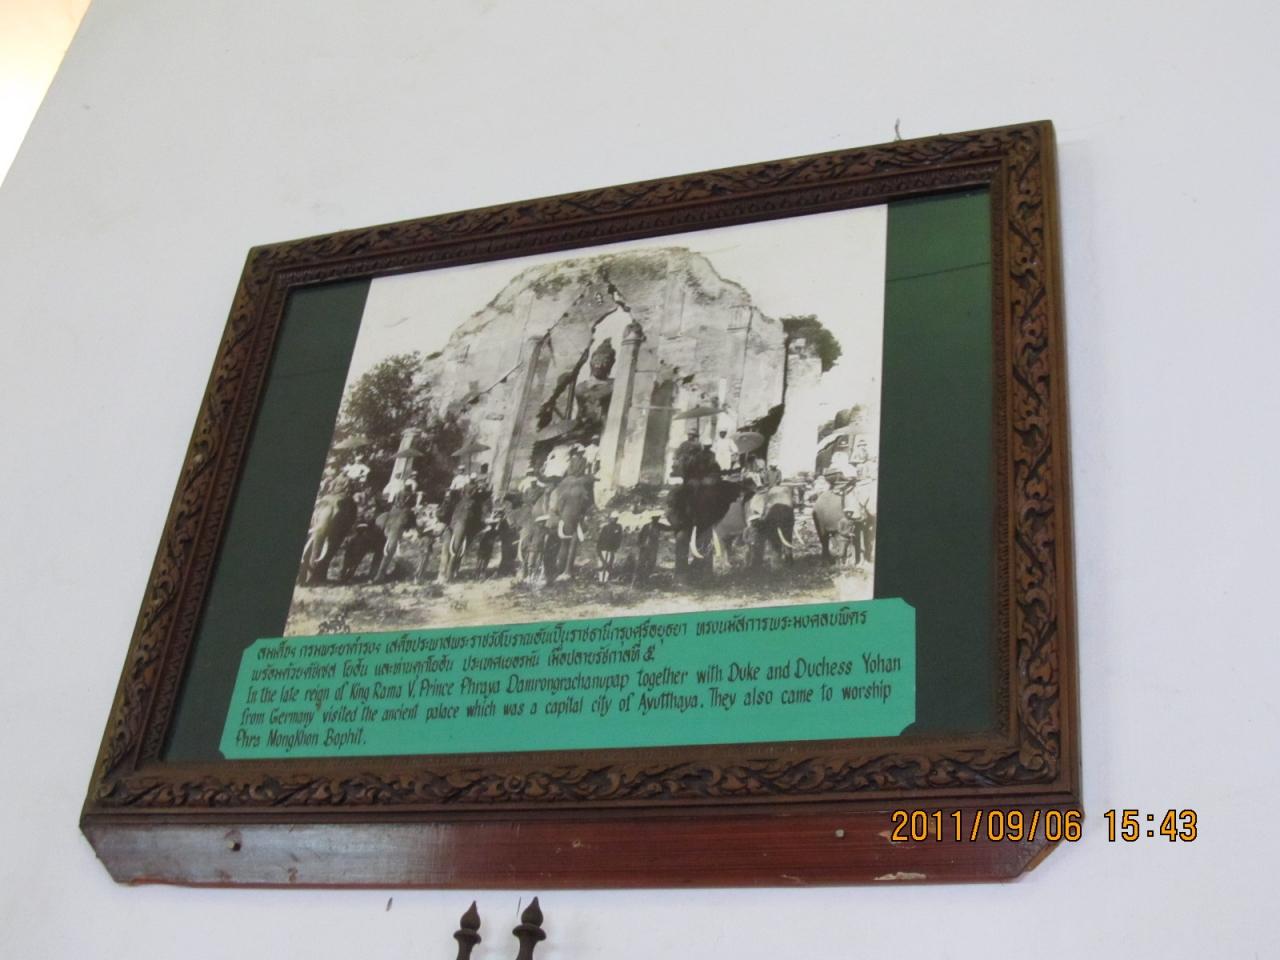 สมเด็จฯ กรมพระยาดำรงฯ เสด็จประพาสพระราชวังโบราณอันเป็นราชธานีกรุงศรีอยุธยา ทรงนมัสการพระมงคลบพิตร
พร้อมด้วยดัชเชส โยฮัน และท่านดุ๊กโยฮัน ประเทศเยอรมัน เมื่อปลายรัชกาลที่ ๕
In the late reign of King Rama V, Prince Phraya Damrongrachanupap together with Duke and Duchess Yohan
from Germany visited the ancient palace which was a capital city of Ayutthaya. They also came to worship
Phra MongKhon Bophit.
2011/09/06 15:43